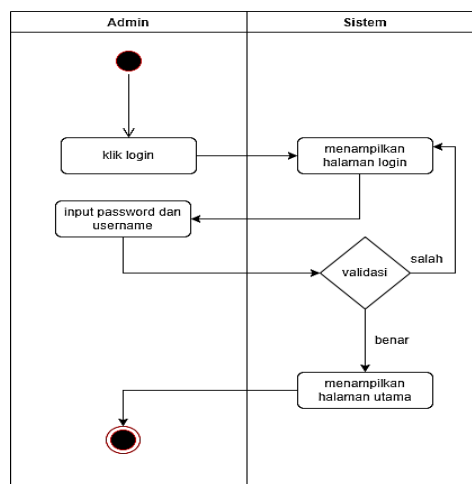 Admin
Sistem
klik login
menampilkan
halaman login
input password dan
username
validasi
salah
benar
menampilkan
halaman utama